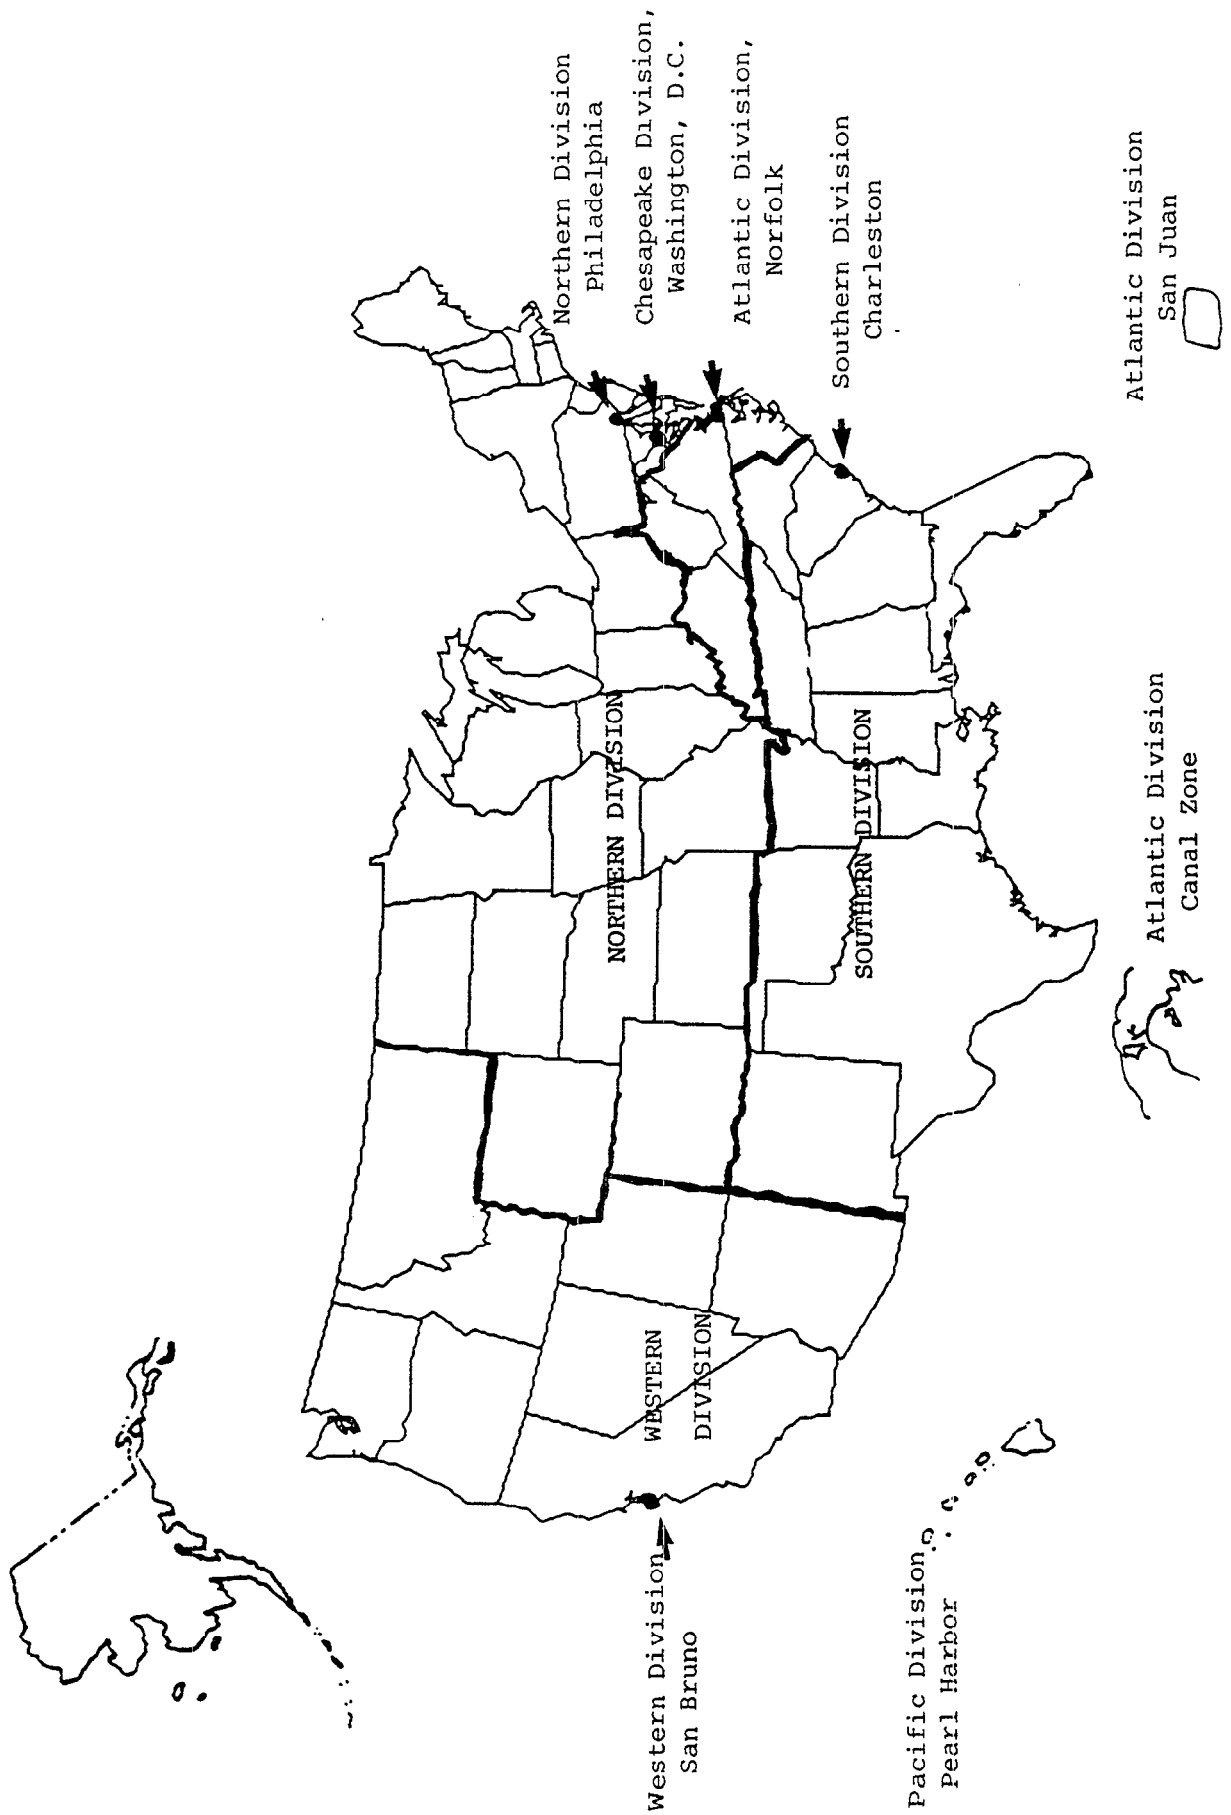 Northern Division
Philadelphia
Chesapeake Division,
Washington, D.C.
Atlantic Division,
Norfolk
Southern Division
Charleston
Atlantic Division
San Juan
Atlantic Division
Canal Zone
NORTHERN DIVISION
SOUTHERN DIVISION
WESTERN
DIVISION
Western Division
San Bruno
Pacific Division
Pearl Harbor